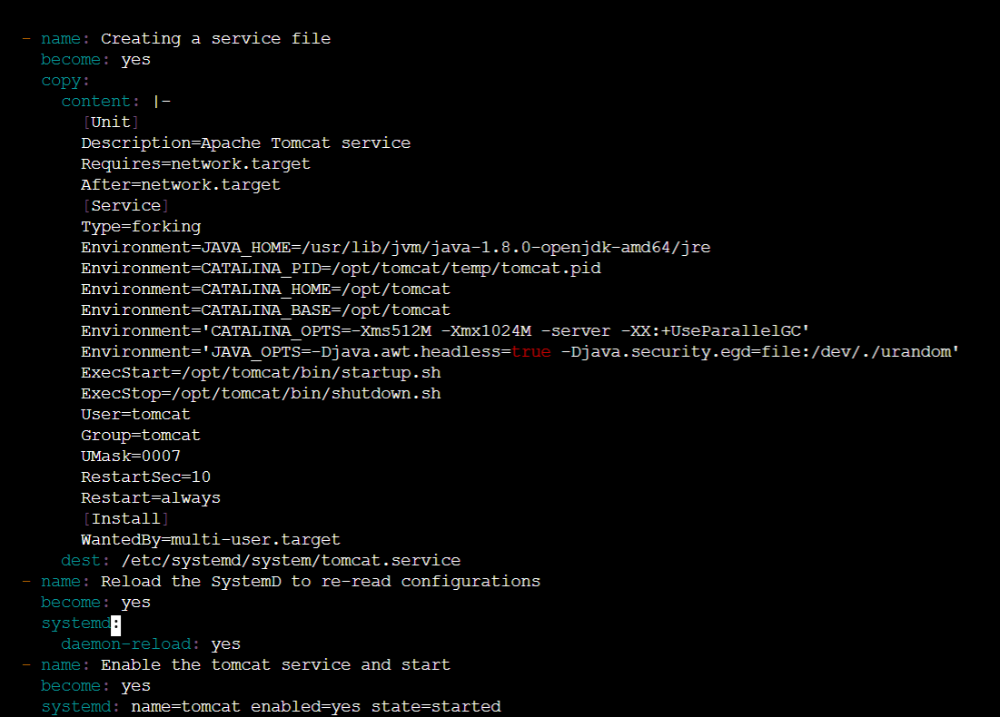 - name: Creating a service file
  become: yes
  copy:
    content: |-
      [Unit]
      Description=Apache Tomcat service
      Requires=network.target
      After=network.target
      [Service]
      Type=forking
      Environment=JAVA_HOME=/usr/lib/jvm/java-1.8.0-openjdk-amd64/jre
      Environment=CATALINA_PID=/opt/tomcat/temp/tomcat.pid
      Environment=CATALINA_HOME=/opt/tomcat
      Environment=CATALINA_BASE=/opt/tomcat
      Environment='CATALINA_OPTS=-Xms512M -Xmx1024M -server -XX:+UseParallelGC'
      Environment='JAVA_OPTS=-Djava.awt.headless=true -Djava.security.egd=file:/dev/./urandom'
      ExecStart=/opt/tomcat/bin/startup.sh
      ExecStop=/opt/tomcat/bin/shutdown.sh
      User=tomcat
      Group=tomcat
      UMask=0007
      RestartSec=10
      Restart=always
      [Install]
      WantedBy=multi-user.target
    dest: /etc/systemd/system/tomcat.service
- name: Reload the SystemD to re-read configurations
  become: yes
  systemd:
    daemon-reload: yes
- name: Enable the tomcat service and start
  become: yes
  systemd: name=tomcat enabled=yes state=started